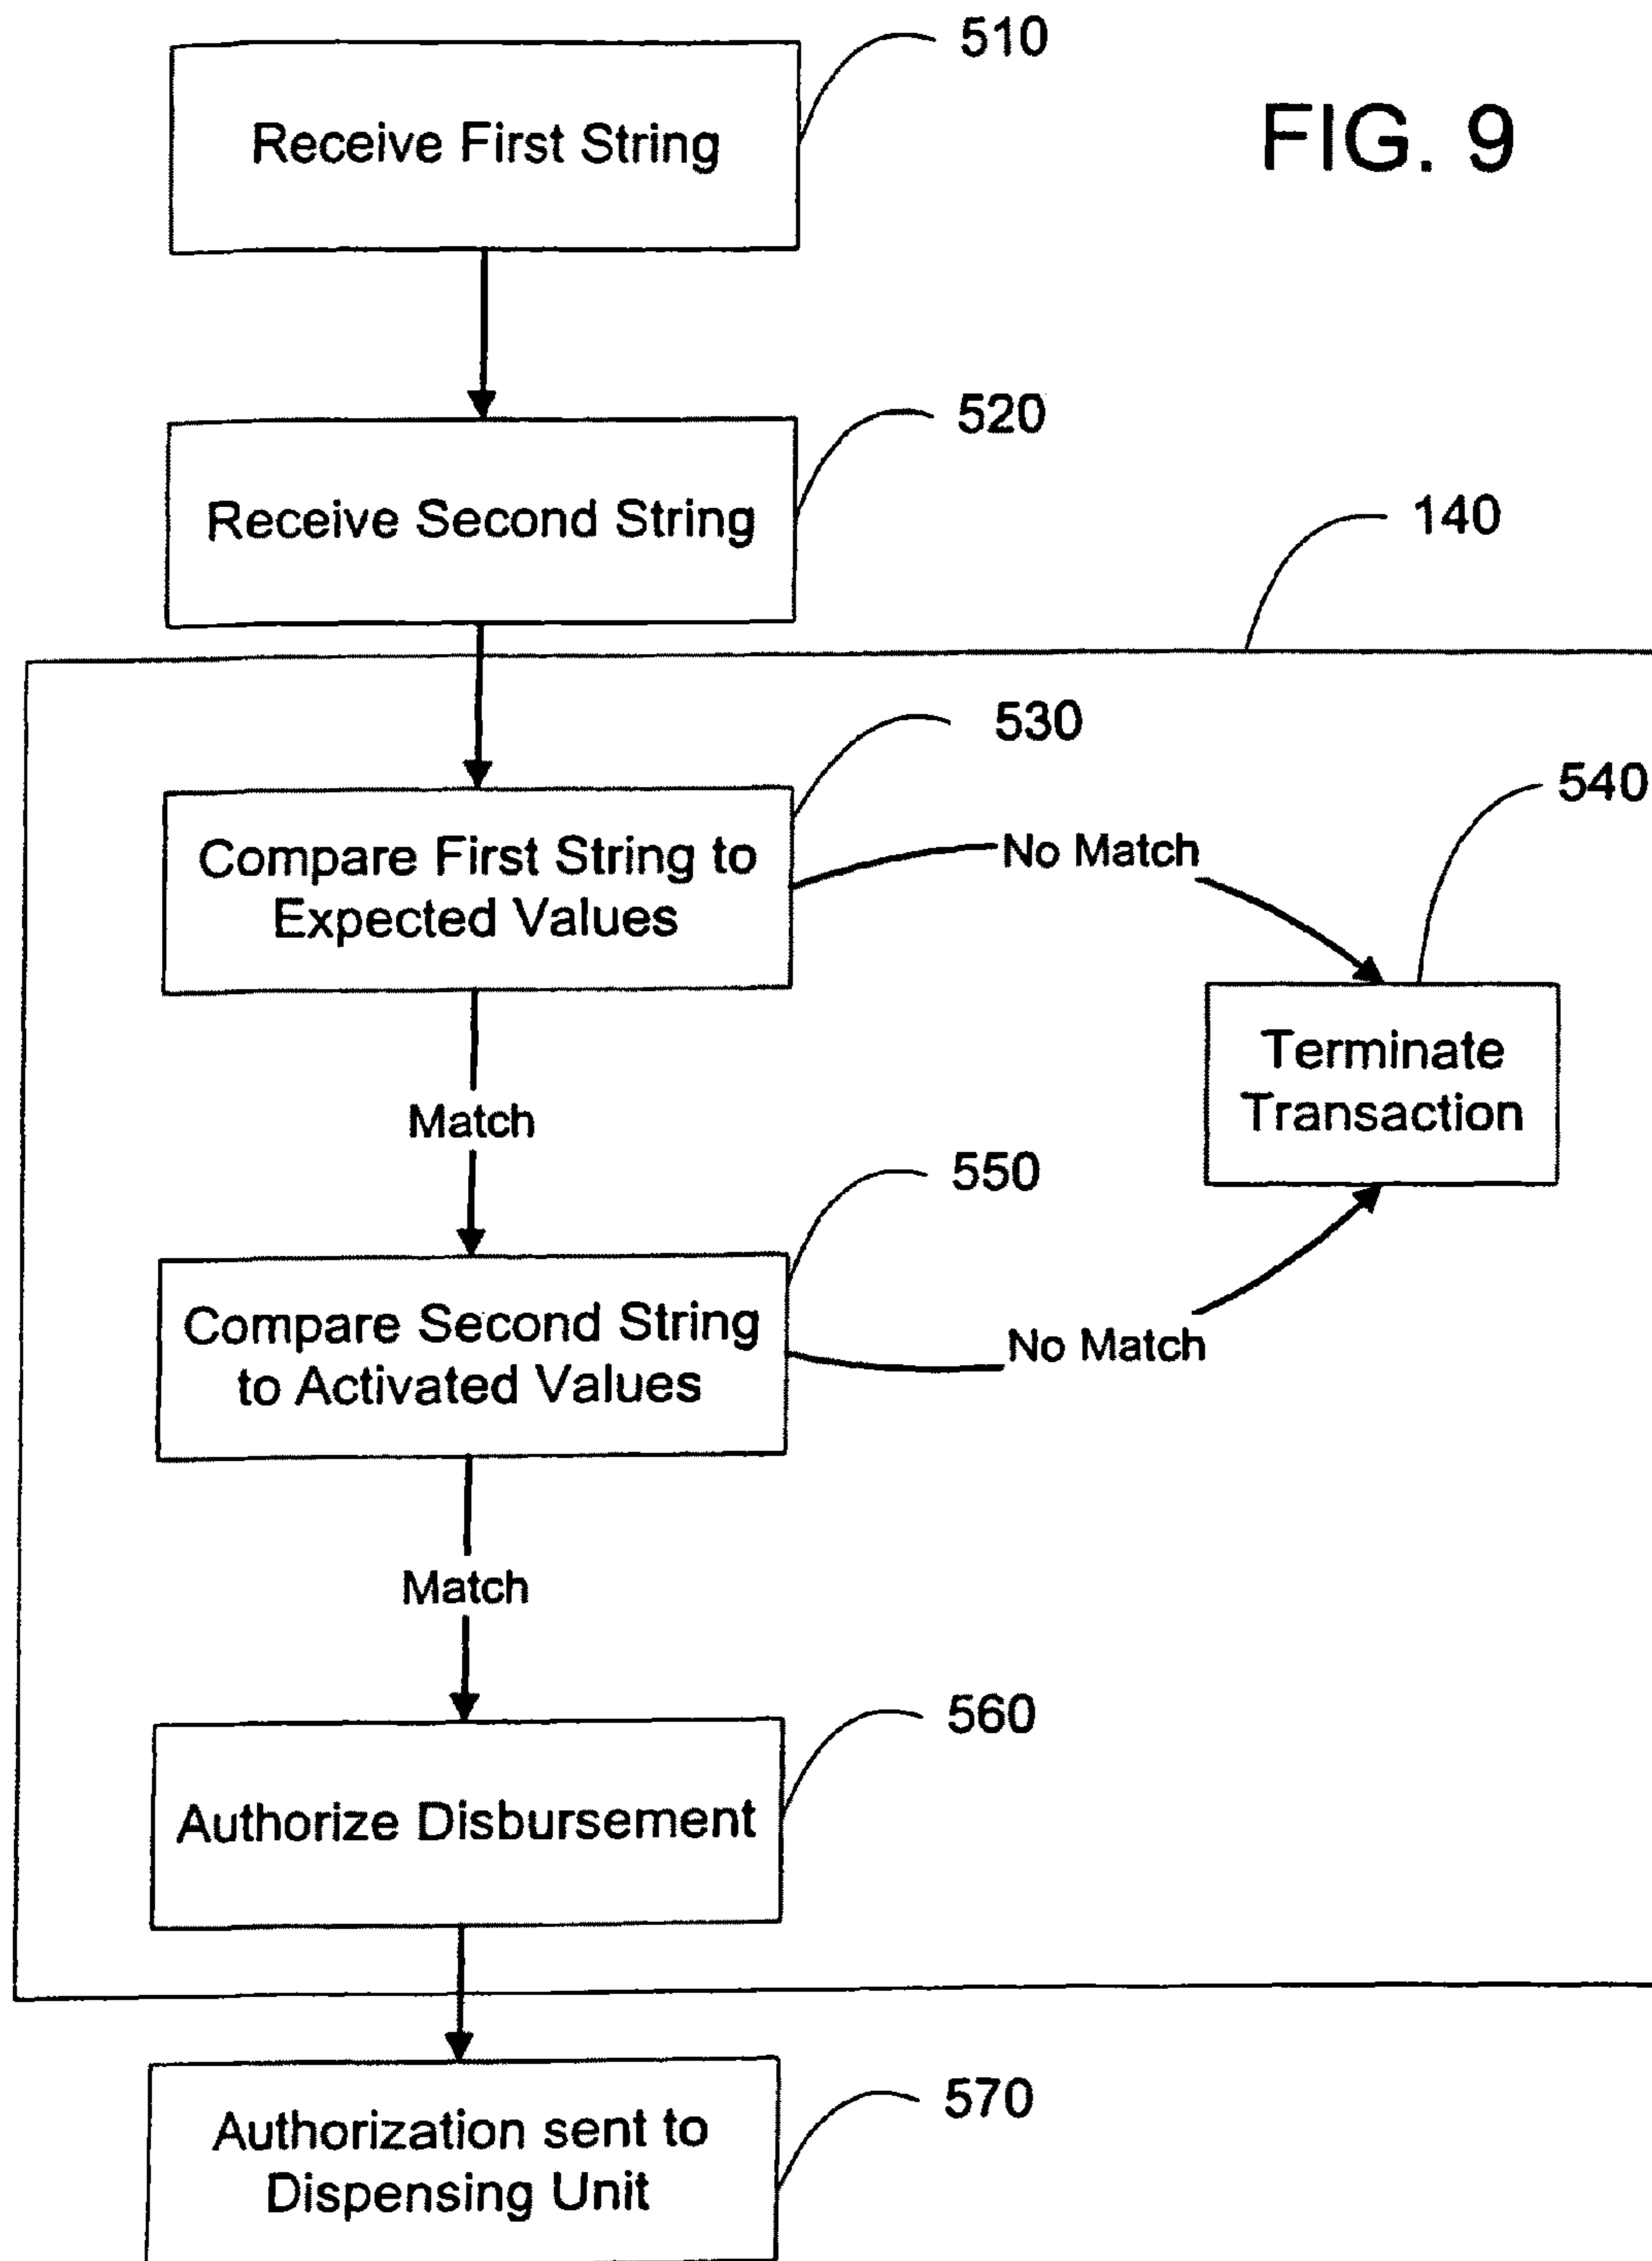 510
FIG. 9
Receive First String
520
Receive Second String
140
530
540
Compare First String to
Expected Values
No Match
Terminate
Transaction
Match
550
Compare Second String
to Activated Values
No Match
Match
560
Authorize Disbursement
570
Authorization sent to
Dispensing Unit